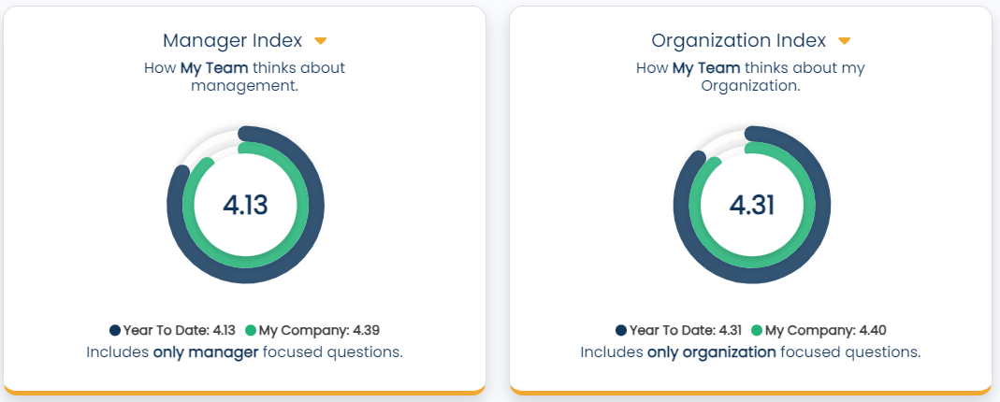 Manager Index
How My Team thinks about
management.
4.13
Year To Date: 4.13 My Company: 4.39
Includes only manager focused questions.
Organization Index
How My Team thinks about my
Organization.
4.31
Year To Date: 4.31 My Company: 4.40
Includes only organization focused questions.